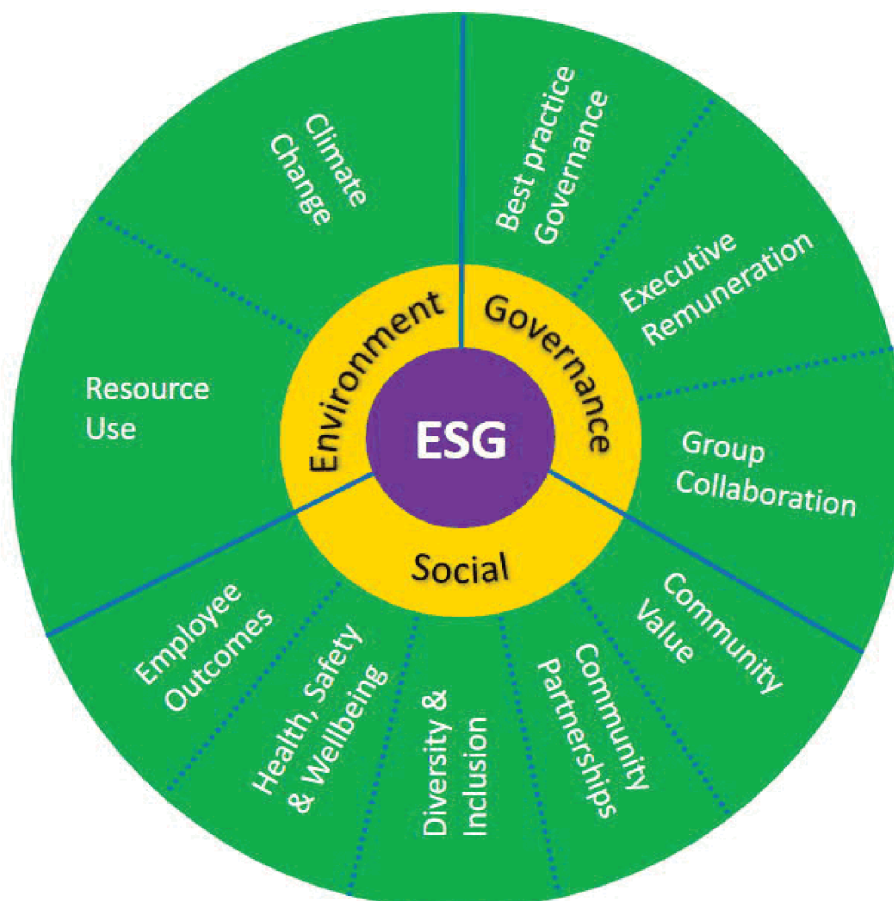 Climate
Change
Best practice
Governance
Executive
Remuneration
Resource
Use
Environment
Governance
ESG
Social
Group
Collaboration
Employee
Outcomes
Health, Safety
& Wellbeing
Diversity &
Inclusion
Community
Partnerships
Community
Value